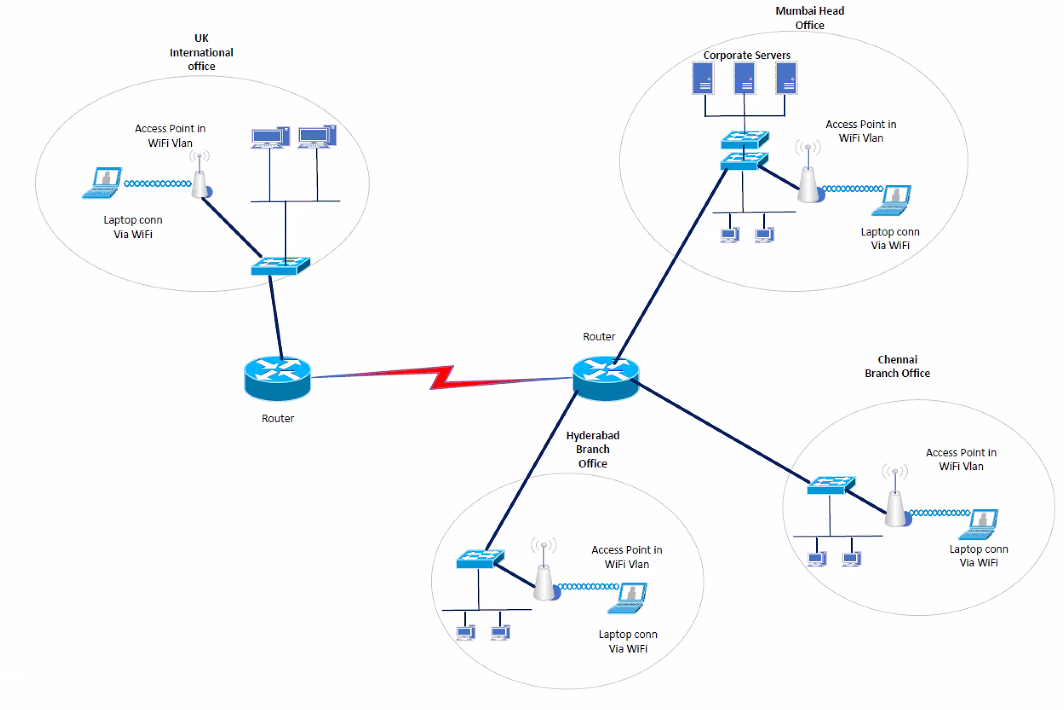 UK
International
office
Access Point in
WiFi Vlan
Laptop conn
Via WiFi
Router
Mumbai Head
Office
Corporate Servers
Access Point in
WiFi Vlan
Laptop conn
Via WiFi
Router
Chennai
Branch Office
Access Point in
WiFi Vlan
Laptop conn
Via WiFi
Hyderabad
Branch
Office
Access Point in
WiFi Vlan
Laptop conn
Via WiFi